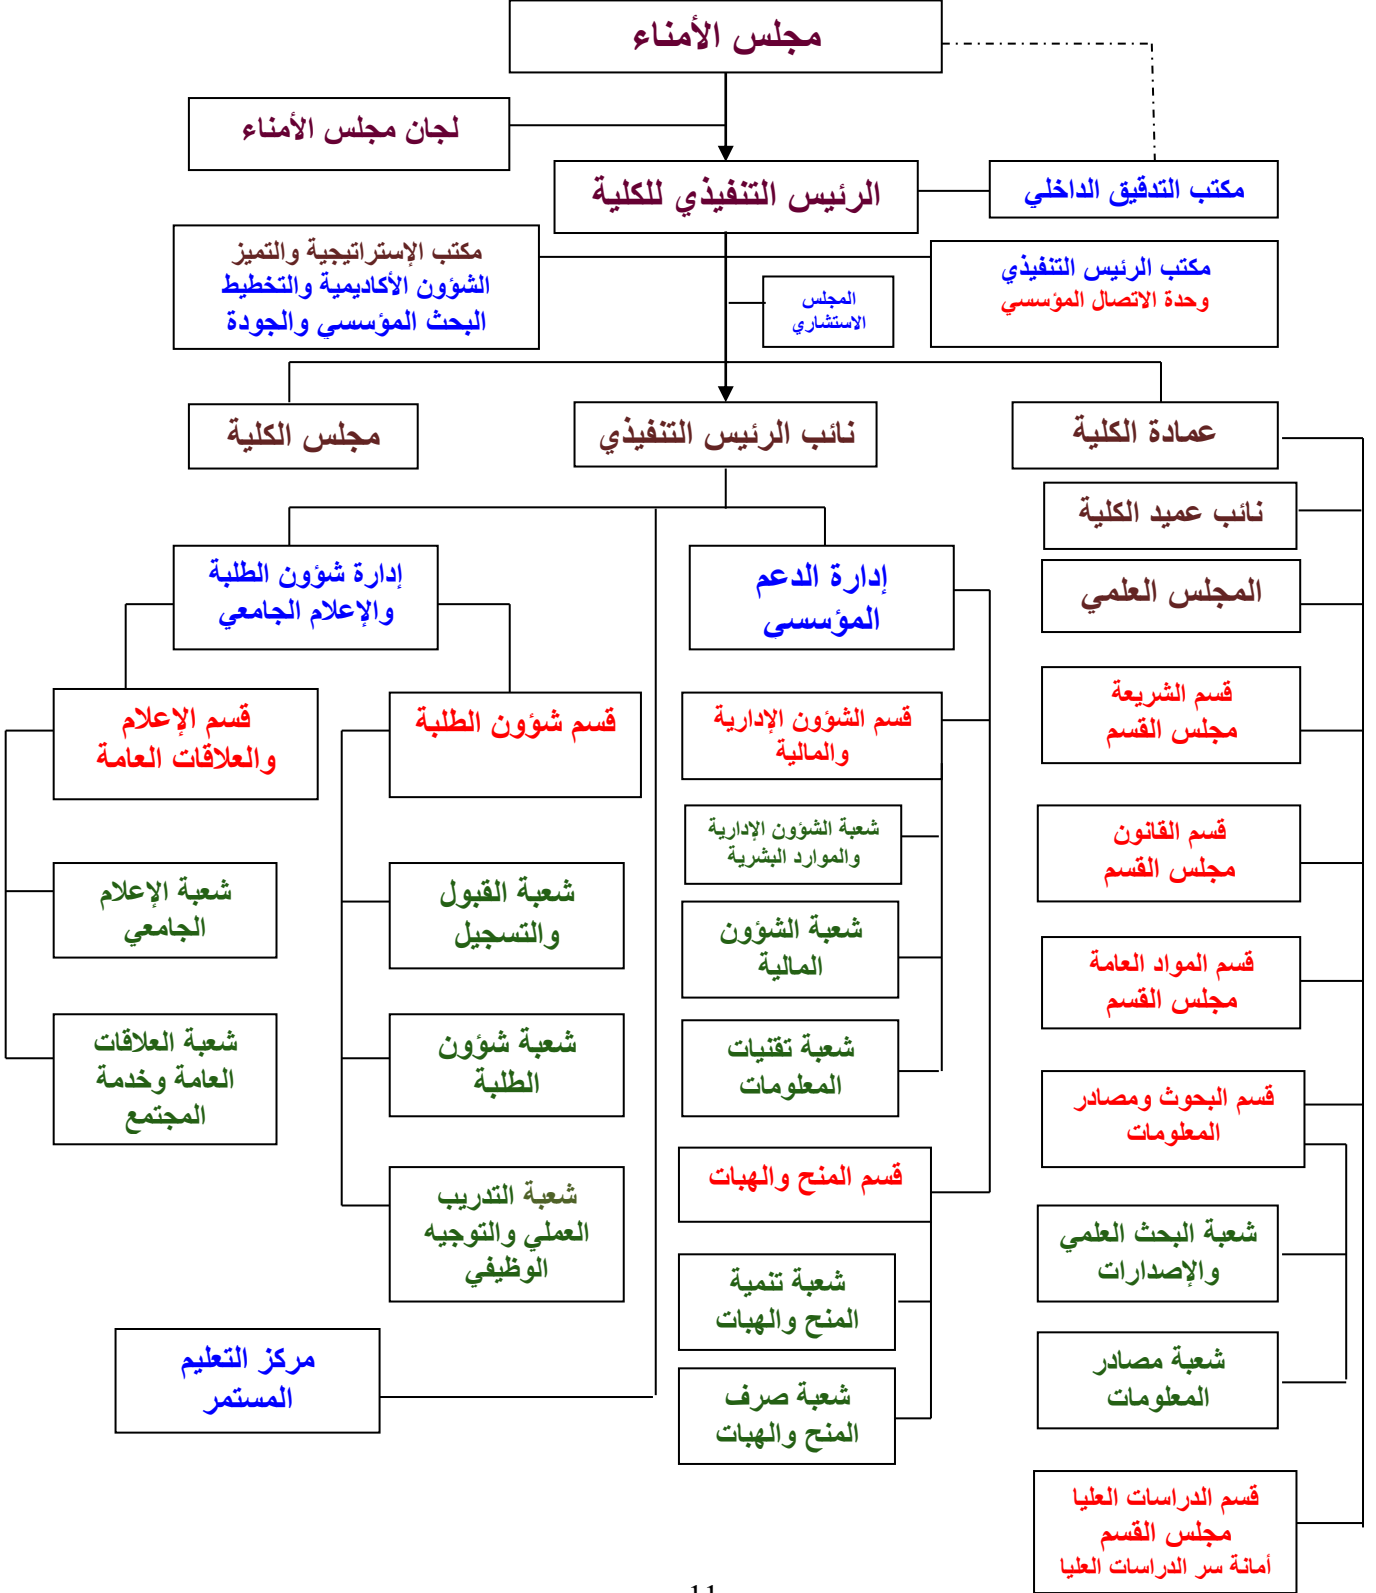 مجلس الأمناء
لجان مجلس الأمناء
الرئيس التنفيذي للكلية
مكتب التدقيق الداخلي
مكتب الإستراتيجية والتميز
الشؤون الأكاديمية والتخطيط
البحث المؤسسي والجودة
مكتب الرئيس التنفيذي
وحدة الاتصال المؤسسي
المجلس
الاستشاري
عمادة الكلية
نائب الرئيس التنفيذي
مجلس الكلية
نائب عميد الكلية
المجلس العلمي
قسم الشريعة
مجلس القسم
قسم القانون
مجلس القسم
قسم المواد العامة
مجلس القسم
قسم البحوث ومصادر
المعلومات
شعبة البحث العلمي
والإصدارات
شعبة مصادر
المعلومات
قسم الدراسات العليا
مجلس القسم
أمانة سر الدراسات العليا
إدارة الدعم
المؤسسي
قسم الشؤون الإدارية
والمالية
شعبة الشؤون الإدارية
والموارد البشرية
شعبة الشؤون
المالية
شعبة تقنيات
المعلومات
قسم المنح والهبات
شعبة تنمية
المنح والهبات
شعبة صرف
المنح والهبات
إدارة شؤون الطلبة
والإعلام الجامعي
قسم شؤون الطلبة
شعبة القبول
والتسجيل
شعبة شؤون
الطلبة
شعبة التدريب
العملي والتوجيه
الوظيفي
قسم الإعلام
والعلاقات العامة
شعبة الإعلام
الجامعي
شعبة العلاقات
العامة وخدمة
المجتمع
مركز التعليم
المستمر
11